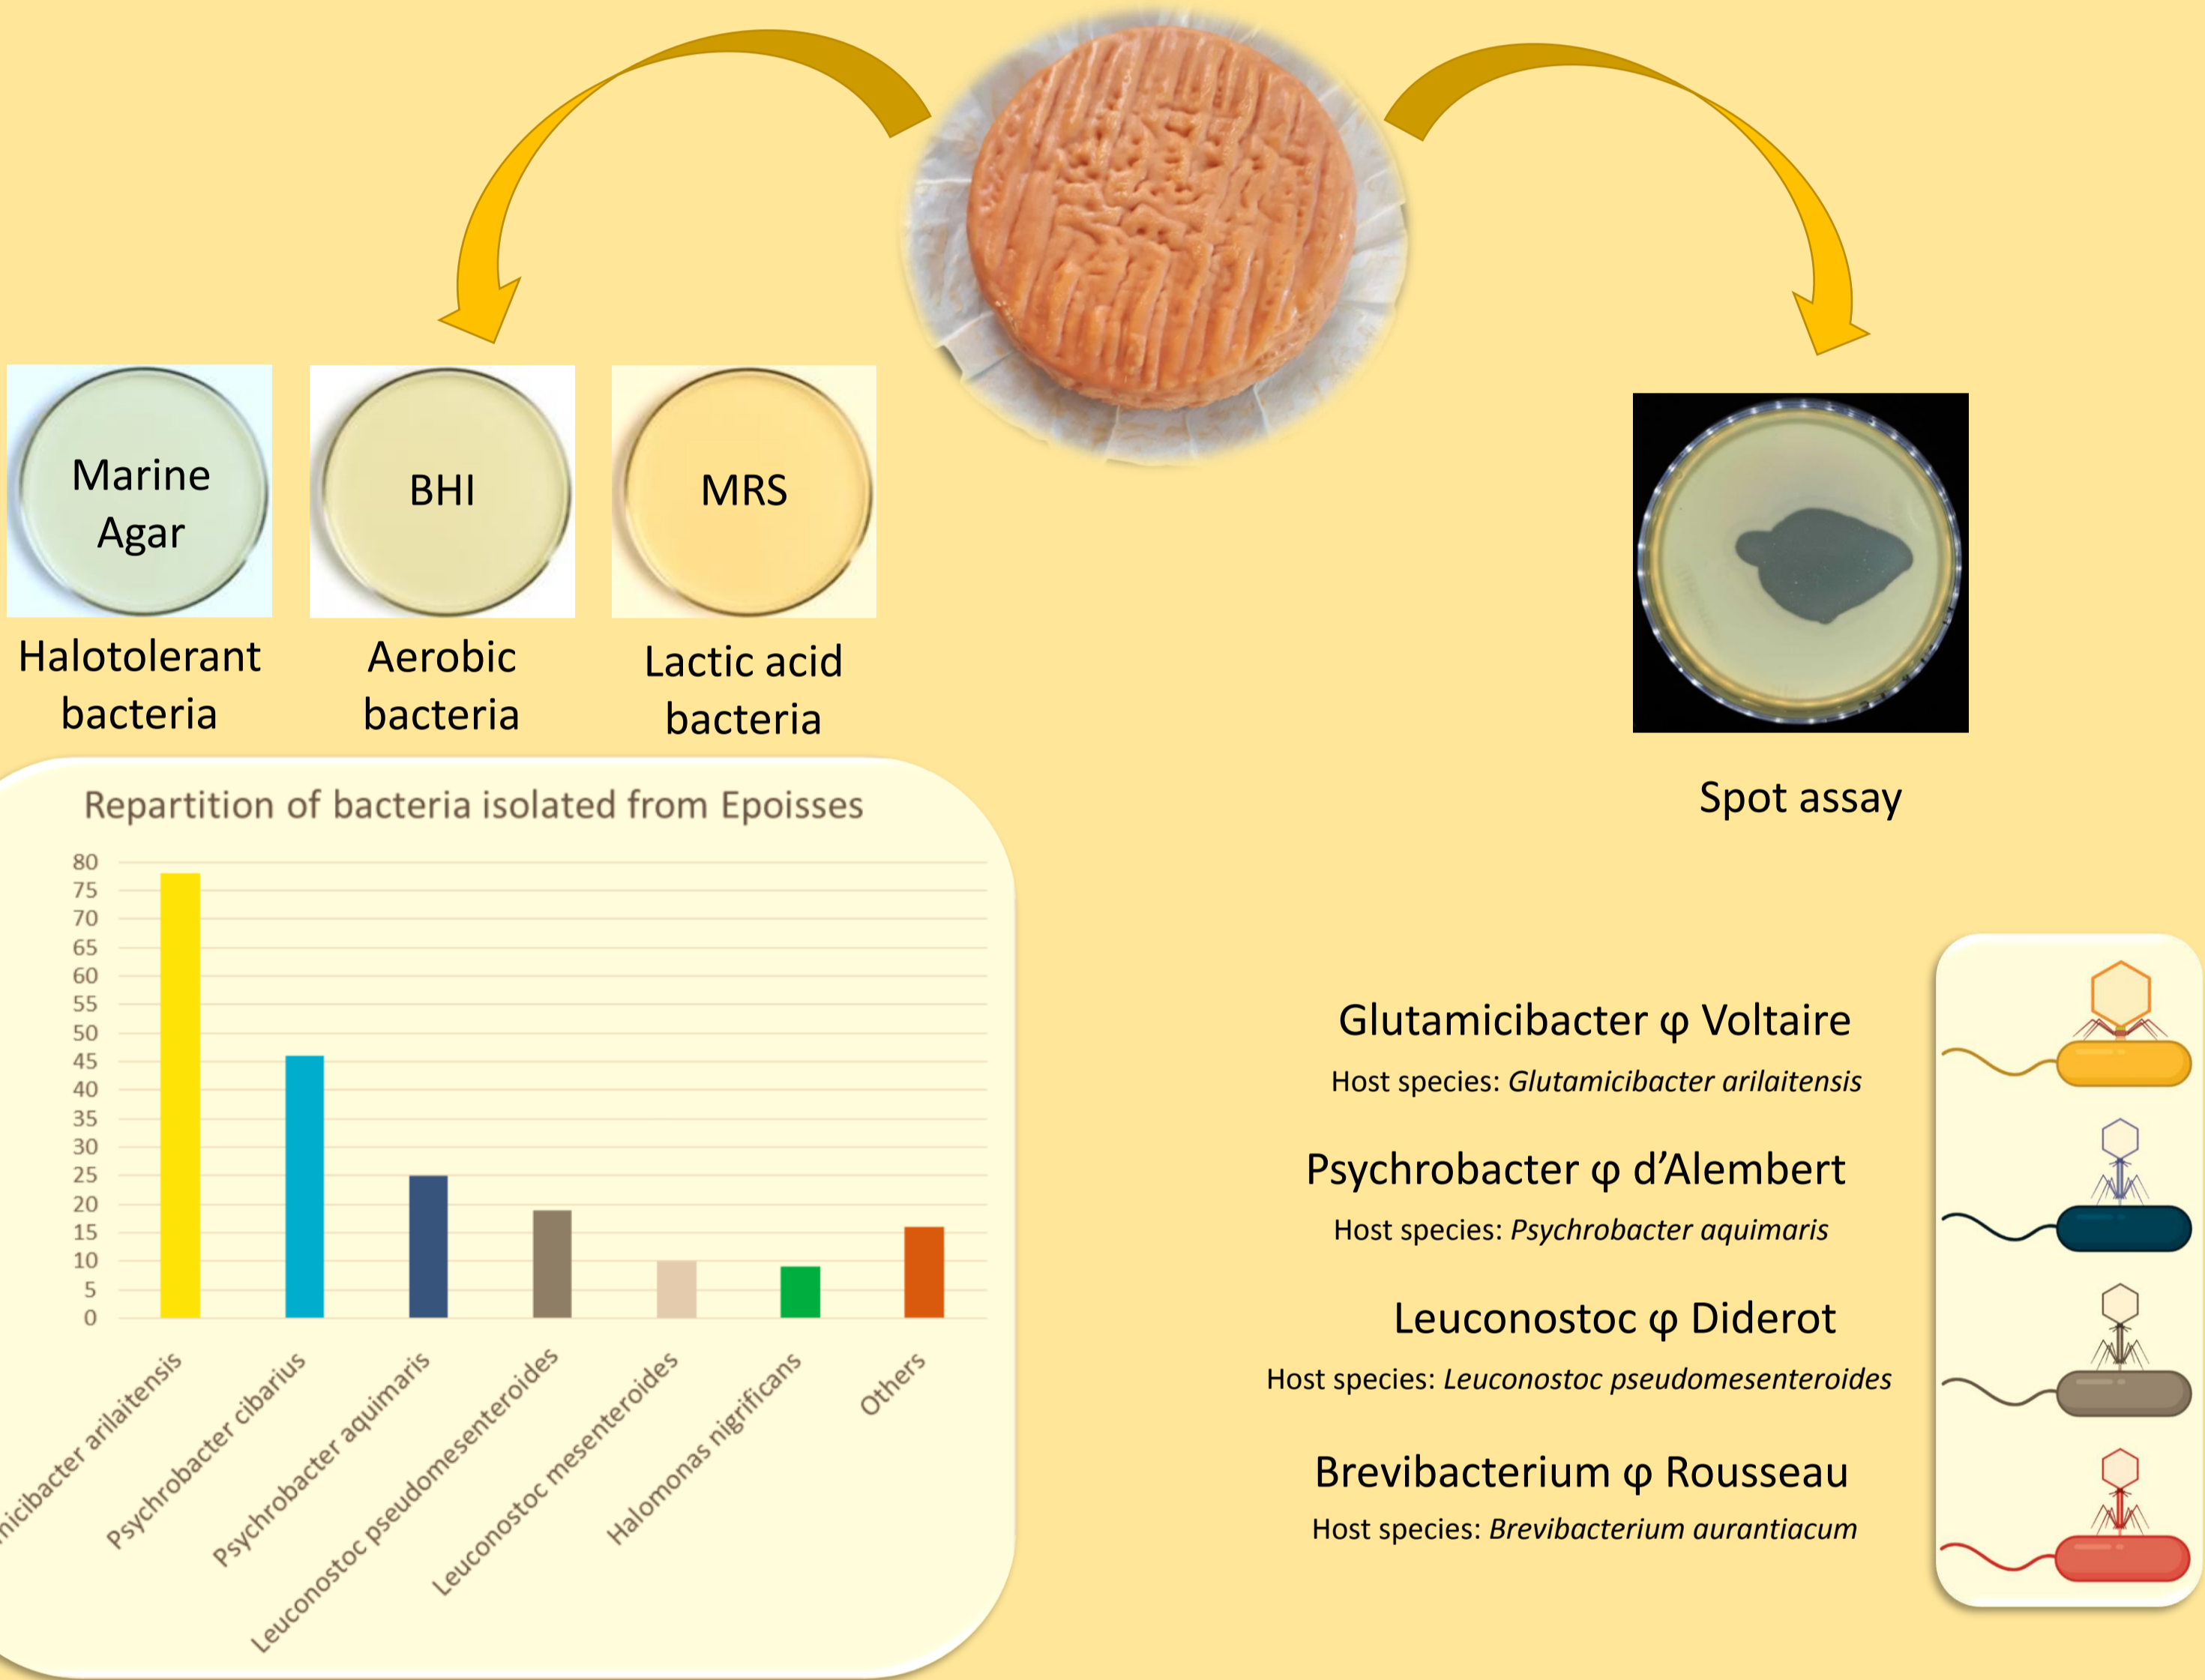 Marine
Agar
BHI
MRS
Halotolerant
bacteria
Aerobic
bacteria
Lactic acid
bacteria
Spot assay
Repartition of bacteria isolated from Epoisses
80
75
70
65
60
55
50
45
40
35
30
25
20
15
10
5
0
arilaitensis
Psychrobacter cibarius
Psychrobacter aquimaris
Leuconostoc pseudomesenteroides
Leuconostoc mesenteroides
Halomonas nigrificans
Others
Glutamicibacter φ Voltaire
Host species: Glutamicibacter arilaitensis
Psychrobacter φ d’Alembert
Host species: Psychrobacter aquimaris
Leuconostoc φ Diderot
Host species: Leuconostoc pseudomesenteroides
Brevibacterium φ Rousseau
Host species: Brevibacterium aurantiacum